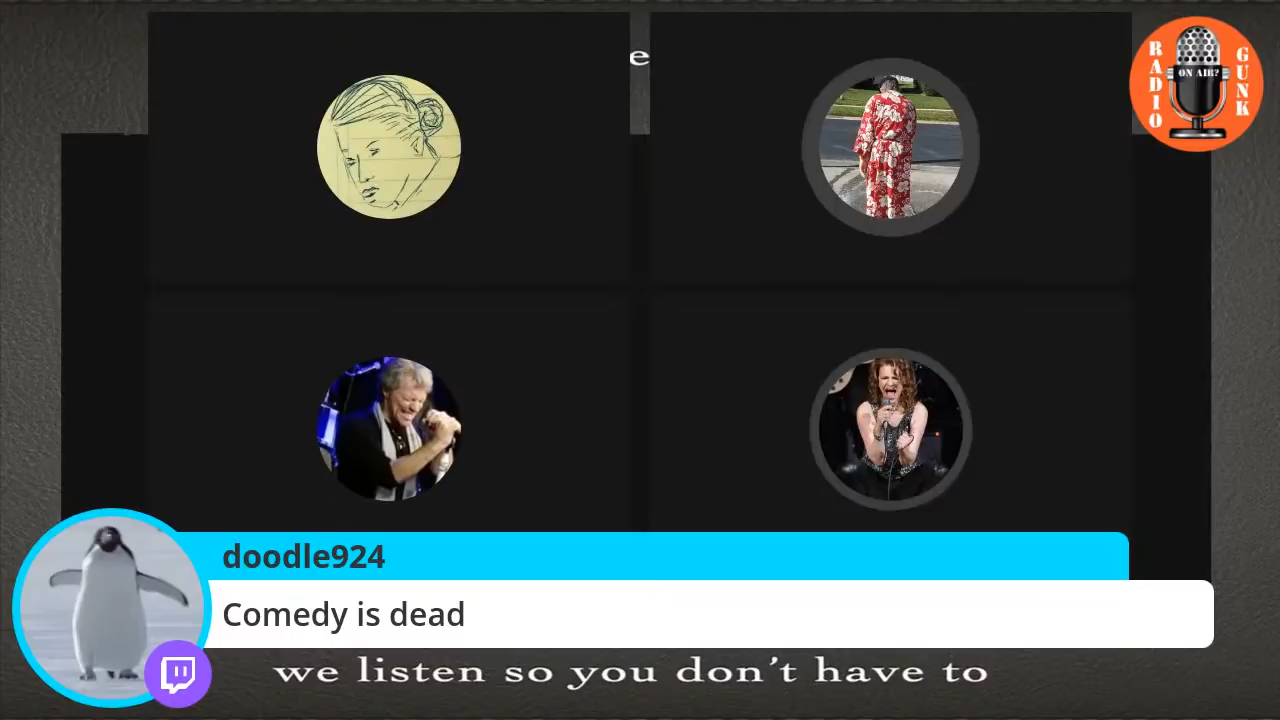 e
RADIO
ON AIR?
GUNK
doodle924
Comedy is dead
we listen so you don't have to